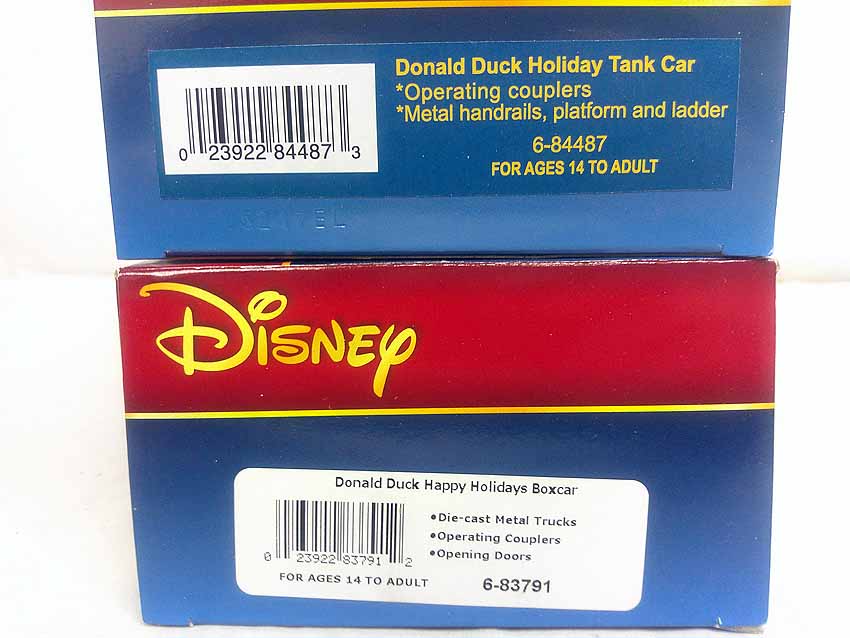 Donald Duck Holiday Tank Car
*Operating couplers
*Metal handrails, platform and ladder
6-84487
FOR AGES 14 TO ADULT
0 23922 84487 3
DISNEY
Donald Duck Happy Holidays Boxcar
•Die-cast Metal Trucks
•Operating Couplers
•Opening Doors
0 23922 83791 2
FOR AGES 14 TO ADULT
6-83791